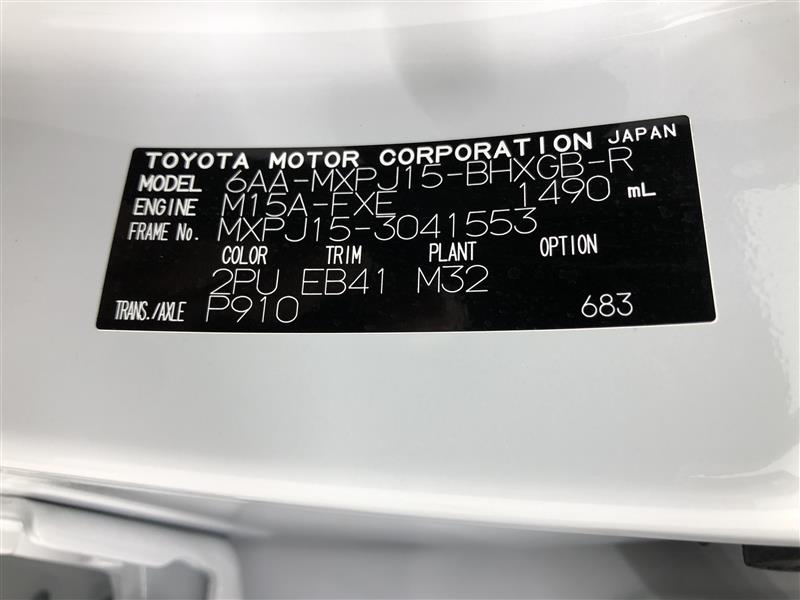 TOYOTA MOTOR CORPORATION JAPAN
MODEL 6AA-MXPJ15-BHXGB-R
ENGINE M15A-FXE 1490 mL
FRAME No. MXPJ15-3041553
COLOR TRIM PLANT OPTION
2PU EB41 M32
TRANS./AXLE P910 683